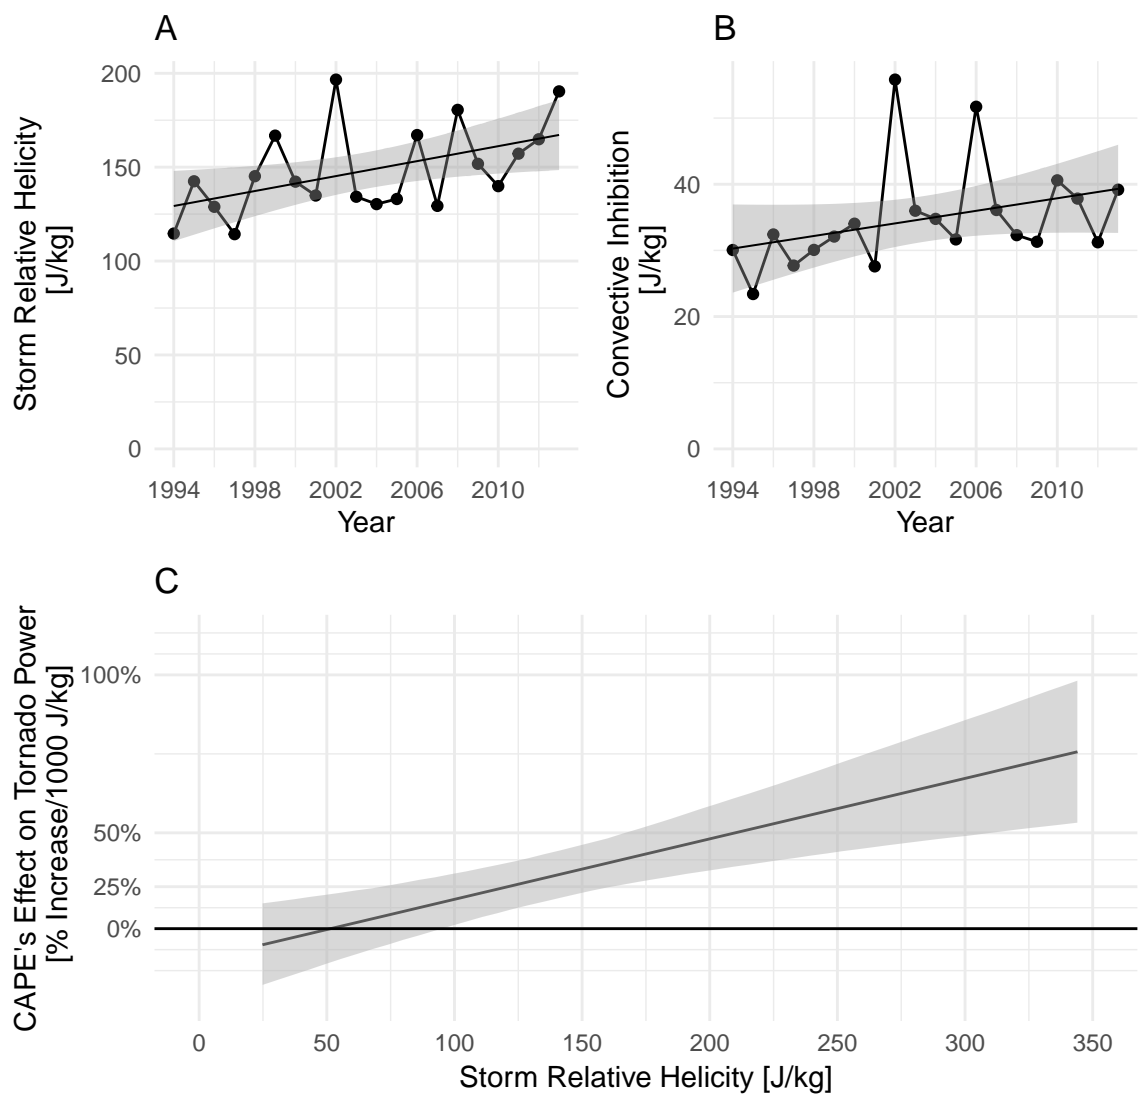 A
Storm Relative Helicity
[J/kg]
200
150
100
50
0
1994 1998 2002 2006 2010
Year
B
Convective Inhibition
[J/kg]
40
20
0
1994 1998 2002 2006 2010
Year
C
CAPE's Effect on Tornado Power
[% Increase/1000 J/kg]
100%
50%
25%
0%
0 50 100 150 200 250 300 350
Storm Relative Helicity [J/kg]